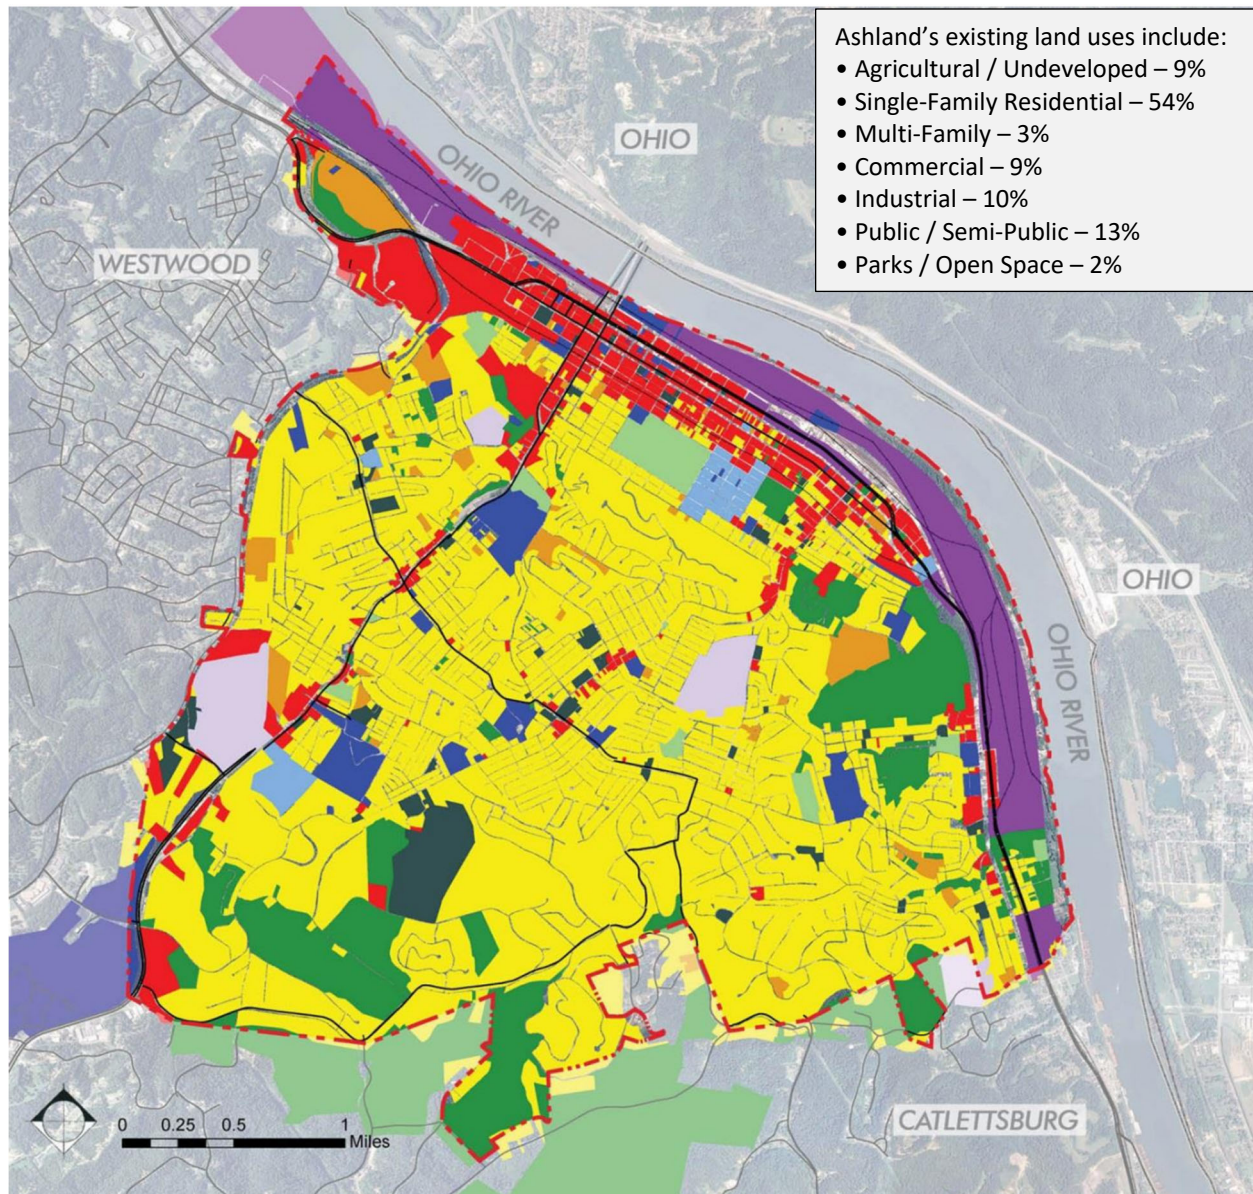 Ashland’s existing land uses include:
• Agricultural / Undeveloped – 9%
• Single-Family Residential – 54%
• Multi-Family – 3%
• Commercial – 9%
• Industrial – 10%
• Public / Semi-Public – 13%
• Parks / Open Space – 2%
OHIO
OHIO RIVER
WESTWOOD
OHIO
OHIO RIVER
CATLETTSBURG
0 0.25 0.5 1
Miles